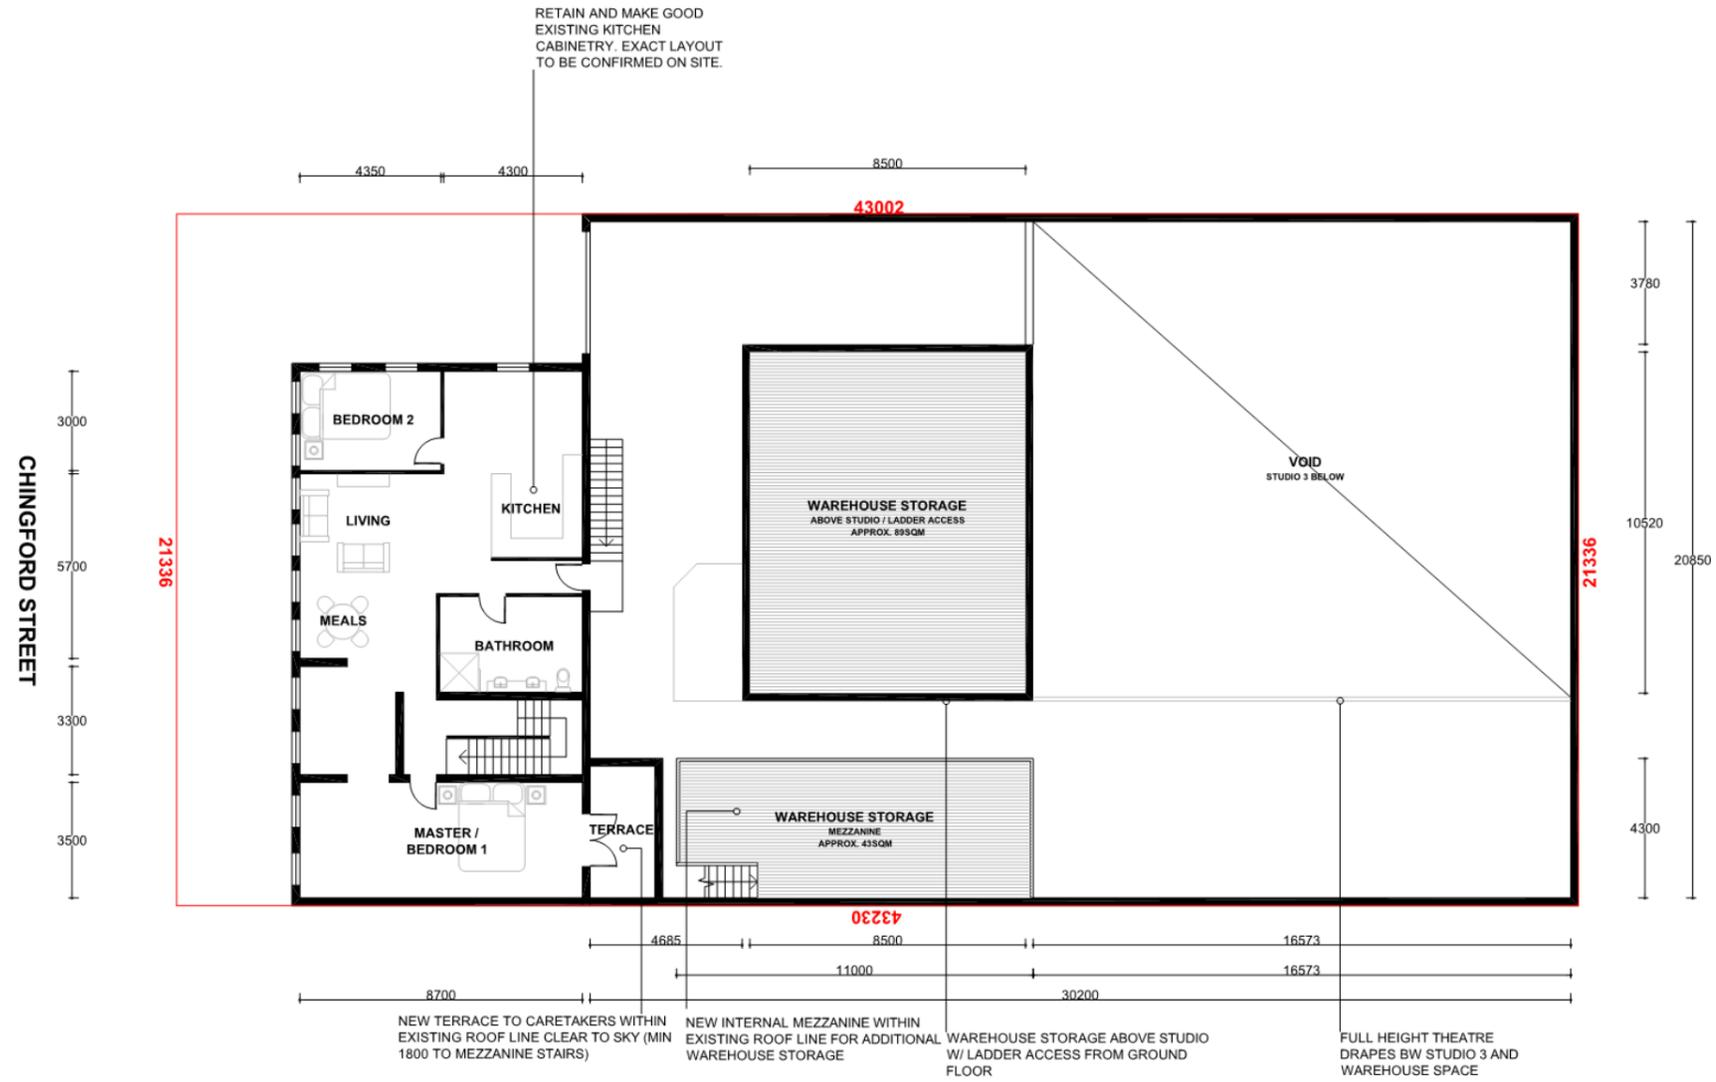 RETAIN AND MAKE GOOD
EXISTING KITCHEN
CABINETRY. EXACT LAYOUT
TO BE CONFIRMED ON SITE.
4350
4300
8500
43002
3780
3000
BEDROOM 2
CHINGFORD STREET
21336
5700
LIVING
KITCHEN
MEALS
BATHROOM
WAREHOUSE STORAGE
ABOVE STUDIO / LADDER ACCESS
APPROX. 89SQM
VOID
STUDIO 3 BELOW
10520
21336
20850
3300
3500
MASTER /
BEDROOM 1
TERRACE
WAREHOUSE STORAGE
MEZZANINE
APPROX. 43SQM
4300
43230
4685
8500
16573
11000
16573
8700
30200
NEW TERRACE TO CARETAKERS WITHIN
EXISTING ROOF LINE CLEAR TO SKY (MIN
1800 TO MEZZANINE STAIRS)
NEW INTERNAL MEZZANINE WITHIN
EXISTING ROOF LINE FOR ADDITIONAL
WAREHOUSE STORAGE
WAREHOUSE STORAGE ABOVE STUDIO
W/ LADDER ACCESS FROM GROUND
FLOOR
FULL HEIGHT THEATRE
DRAPES BW STUDIO 3 AND
WAREHOUSE SPACE